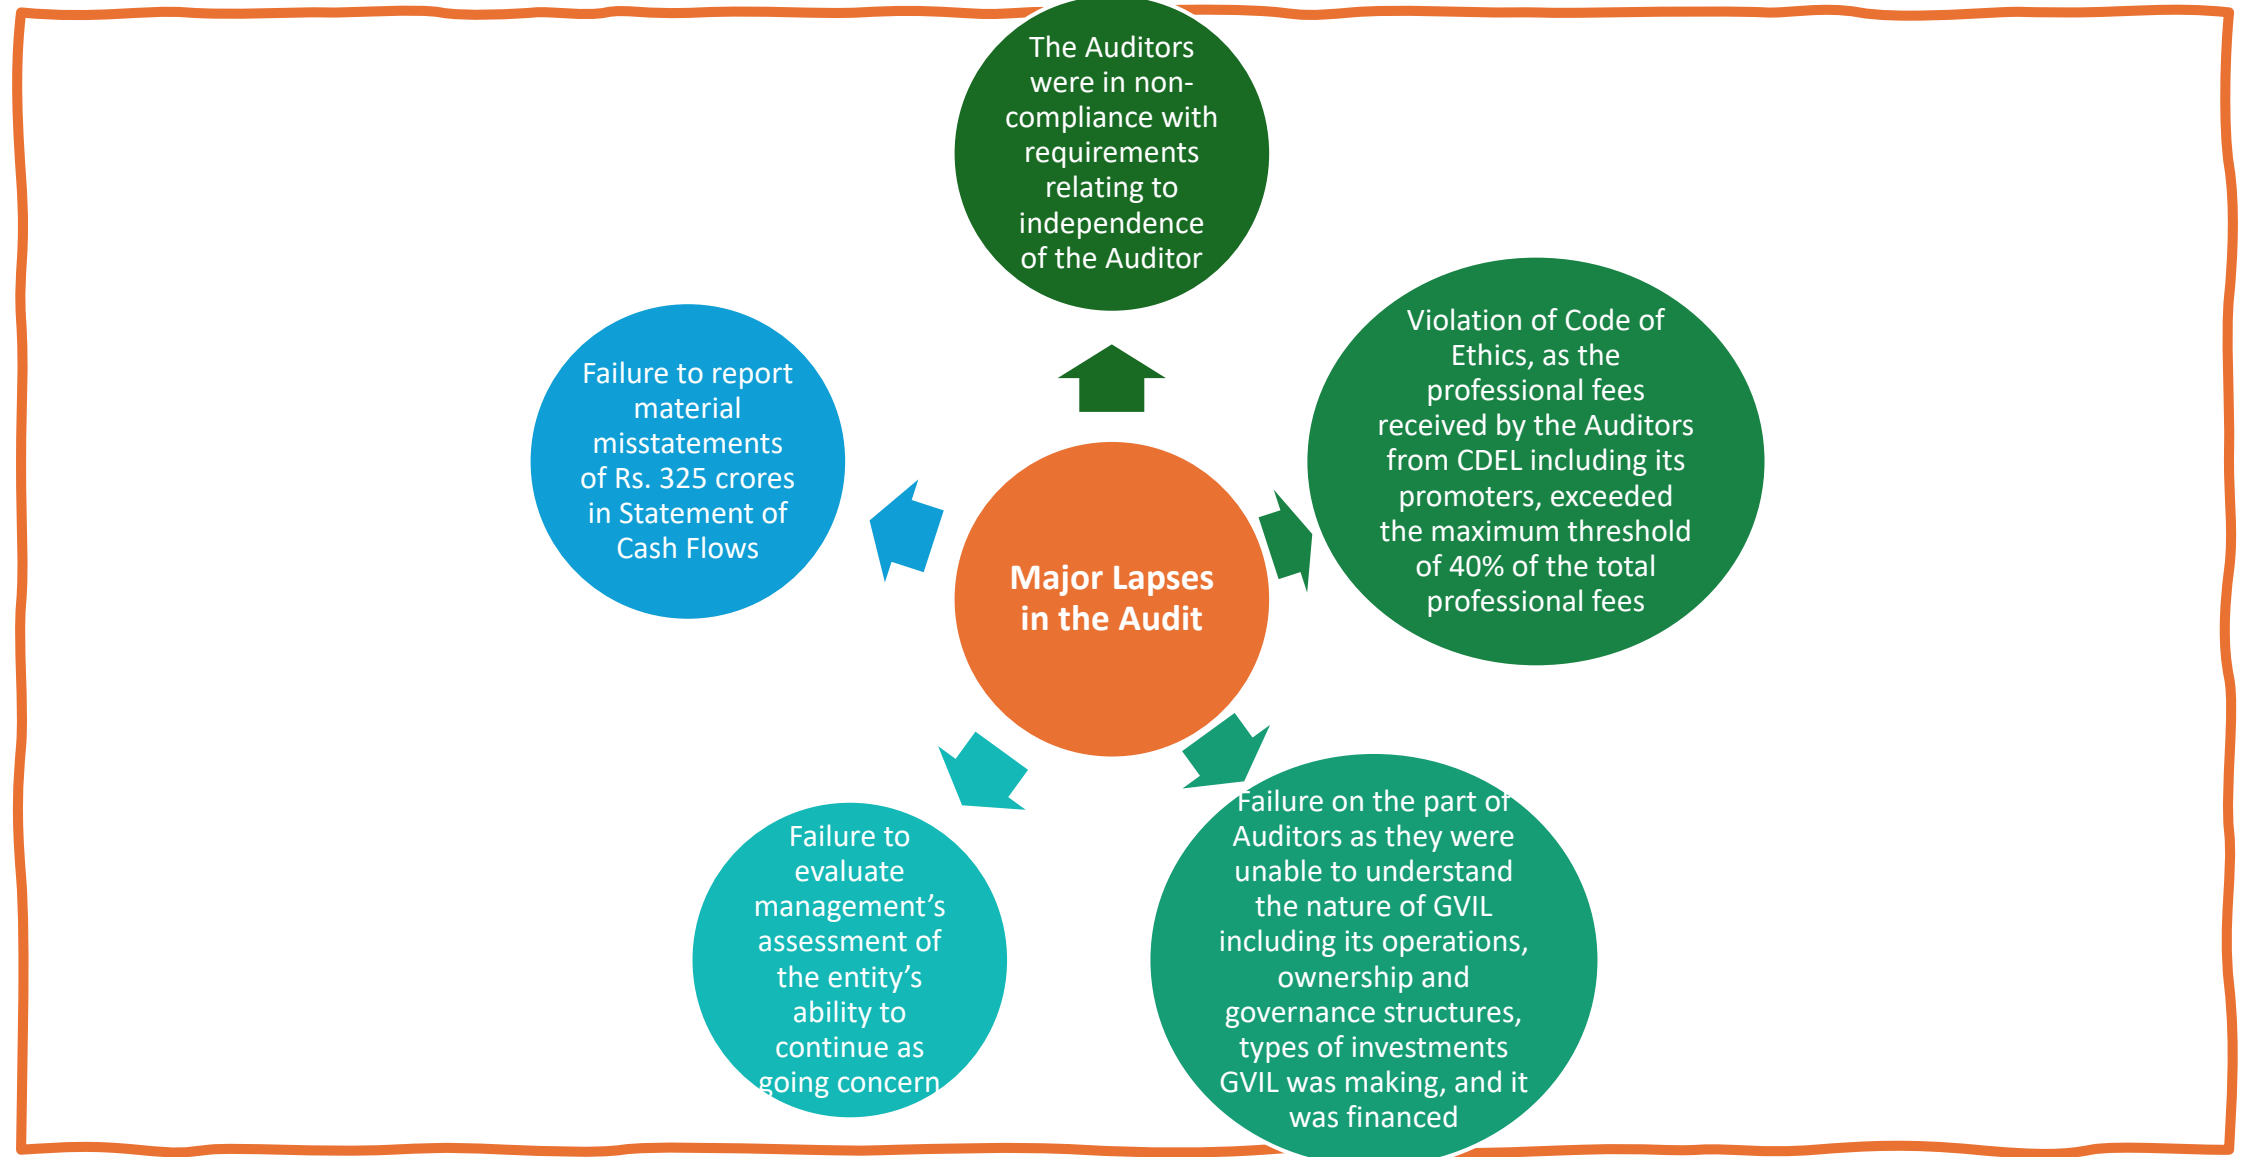 The Auditors
were in non-
compliance with
requirements
relating to
independence
of the Auditor
Violation of Code of
Ethics, as the
professional fees
received by the Auditors
from CDEL including its
promoters, exceeded
the maximum threshold
of 40% of the total
professional fees
Failure to report
material
misstatements
of Rs. 325 crores
in Statement of
Cash Flows
Major Lapses
in the Audit
Failure to
evaluate
management’s
assessment of
the entity’s
ability to
continue as
going concern
Failure on the part of
Auditors as they were
unable to understand
the nature of GVIL
including its operations,
ownership and
governance structures,
types of investments
GVIL was making, and it
was financed